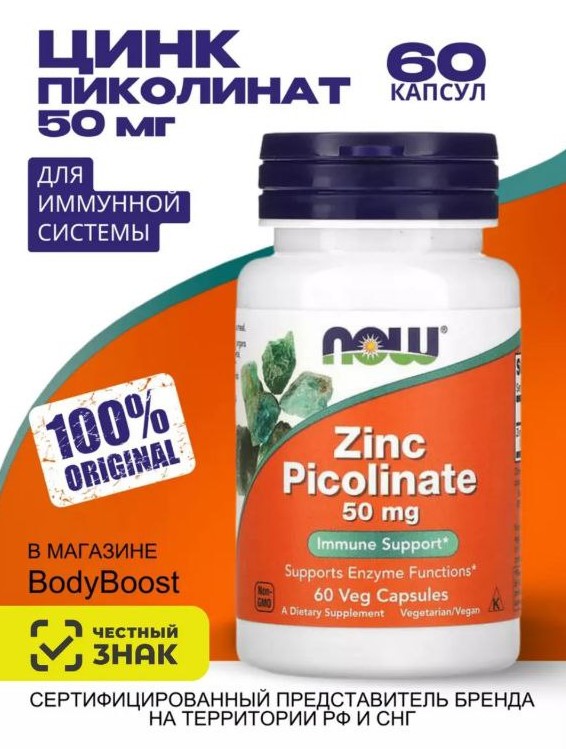 ЦИНК
ПИКОЛИНАТ
50 мг
60
КАПСУЛ
ДЛЯ
ИММУННОЙ
СИСТЕМЫ
NOW®
Zinc
Picolinate
50 mg
Immune Support*
Supports Enzyme Functions*
Non-
GMO
60 Veg Capsules
A Dietary Supplement Vegetarian/Vegan
K
100%
ORIGINAL
В МАГАЗИНЕ
BodyBoost
ЧЕСТНЫЙ
ЗНАК
СЕРТИФИЦИРОВАННЫЙ ПРЕДСТАВИТЕЛЬ БРЕНДА
НА ТЕРРИТОРИИ РФ И СНГ